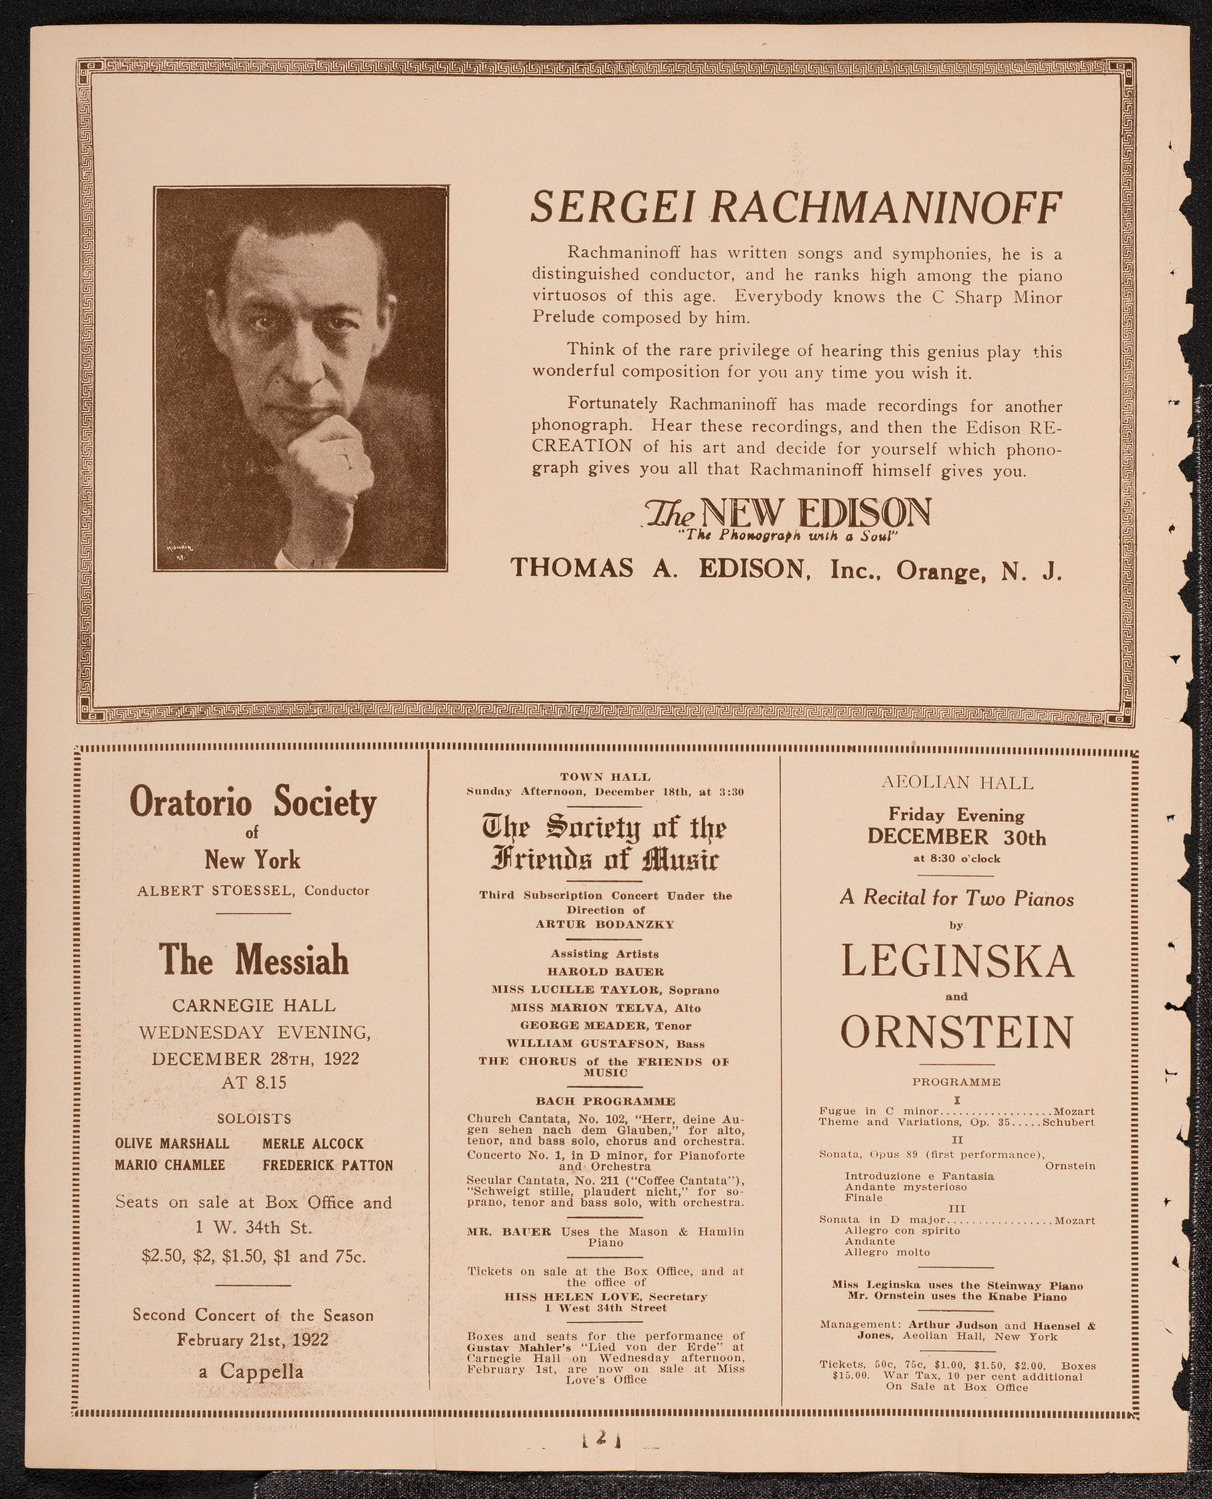 SERGEI RACHMANINOFF
Rachmaninoff has written songs and symphonies, he is a
distinguished conductor, and he ranks high among the piano
virtuosos of this age. Everybody knows the C Sharp Minor
Prelude composed by him.
Think of the rare privilege of hearing this genius play this
wonderful composition for you any time you wish it.
Fortunately Rachmaninoff has made recordings for another
phonograph. Hear these recordings, and then the Edison RE-
CREATION of his art and decide for yourself which phono-
graph gives you all that Rachmaninoff himself gives you.
The NEW EDISON
"The Phonograph with a Soul"
THOMAS A. EDISON, Inc., Orange, N. J.
Oratorio Society
of
New York
ALBERT STOESSEL, Conductor
The Messiah
CARNEGIE HALL
WEDNESDAY EVENING,
DECEMBER 28TH, 1922
AT 8.15
SOLOISTS
OLIVE MARSHALL MERLE ALCOCK
MARIO CHAMLEE FREDERICK PATTON
Seats on sale at Box Office and
1 W. 34th St.
$2.50, $2, $1.50, $1 and 75c.
Second Concert of the Season
February 21st, 1922
a Cappella
TOWN HALL
Sunday Afternoon, December 18th, at 3:30
The Society of the
Friends of Music
Third Subscription Concert Under the
Direction of
ARTUR BODANZKY
Assisting Artists
HAROLD BAUER
MISS LUCILLE TAYLOR, Soprano
MISS MARION TELVA, Alto
GEORGE MEADER, Tenor
WILLIAM GUSTAFSON, Bass
THE CHORUS of the FRIENDS OF
MUSIC
BACH PROGRAMME
Church Cantata, No. 102, "Herr, deine Au-
gen sehen nach dem Glauben," for alto,
tenor, and bass solo, chorus and orchestra.
Concerto No. 1, in D minor, for Pianoforte
and Orchestra
Secular Cantata, No. 211 ("Coffee Cantata"),
"Schweigt stille, plaudert nicht," for so-
prano, tenor and bass solo, with orchestra.
MR. BAUER Uses the Mason & Hamlin
Piano
Tickets on sale at the Box Office, and at
the office of
HISS HELEN LOVE, Secretary
1 West 34th Street
Boxes and seats for the performance of
Gustav Mahler's "Lied von der Erde" at
Carnegie Hall on Wednesday afternoon,
February 1st, are now on sale at Miss
Love's Office
AEOLIAN HALL
Friday Evening
DECEMBER 30th
at 8:30 o'clock
A Recital for Two Pianos
by
LEGINSKA
and
ORNSTEIN
PROGRAMME
I
Fugue in C minor..................Mozart
Theme and Variations, Op. 35.....Schubert
II
Sonata, Opus 89 (first performance),
Ornstein
Introduzione e Fantasia
Andante mysterioso
Finale
III
Sonata in D major.................Mozart
Allegro con spirito
Andante
Allegro molto
Miss Leginska uses the Steinway Piano
Mr. Ornstein uses the Knabe Piano
Management: Arthur Judson and Haensel &
Jones, Aeolian Hall, New York
Tickets, 50c, 75c, $1.00, $1.50, $2.00. Boxes
$15.00. War Tax, 10 per cent additional
On Sale at Box Office
[ 2 ]